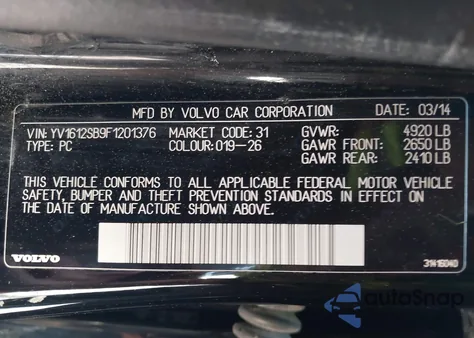 MFD BY VOLVO CAR CORPORATION DATE: 03/14
VIN: YV1612SB9F1201376 MARKET CODE: 31 GVWR: 4920 LB
TYPE: PC COLOUR: 019-26 GAWR FRONT: 2650 LB
GAWR REAR: 2410 LB
THIS VEHICLE CONFORMS TO ALL APPLICABLE FEDERAL MOTOR VEHICLE
SAFETY, BUMPER AND THEFT PREVENTION STANDARDS IN EFFECT ON
THE DATE OF MANUFACTURE SHOWN ABOVE.
VOLVO 31416040
autoSnap